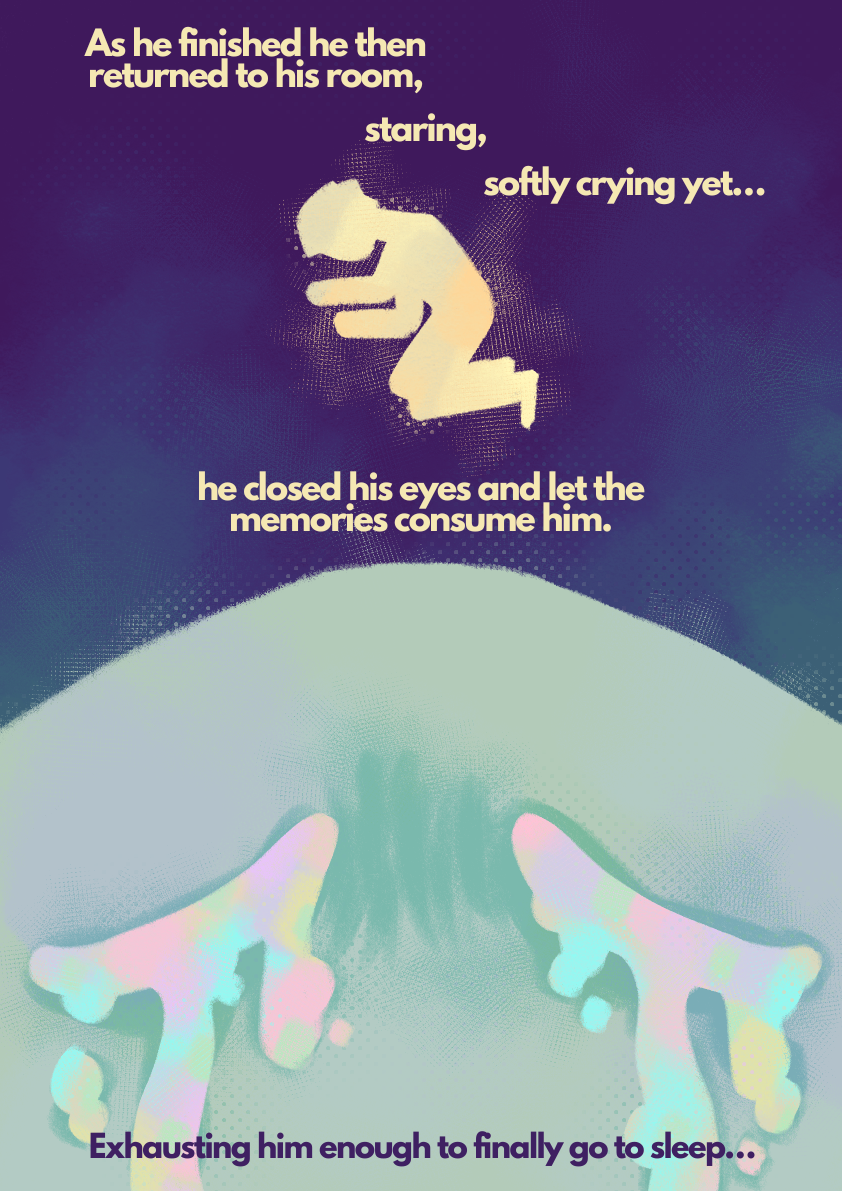 As he finished he then
returned to his room,
staring,
softly crying yet...
he closed his eyes and let the
memories consume him.
Exhausting him enough to finally go to sleep...